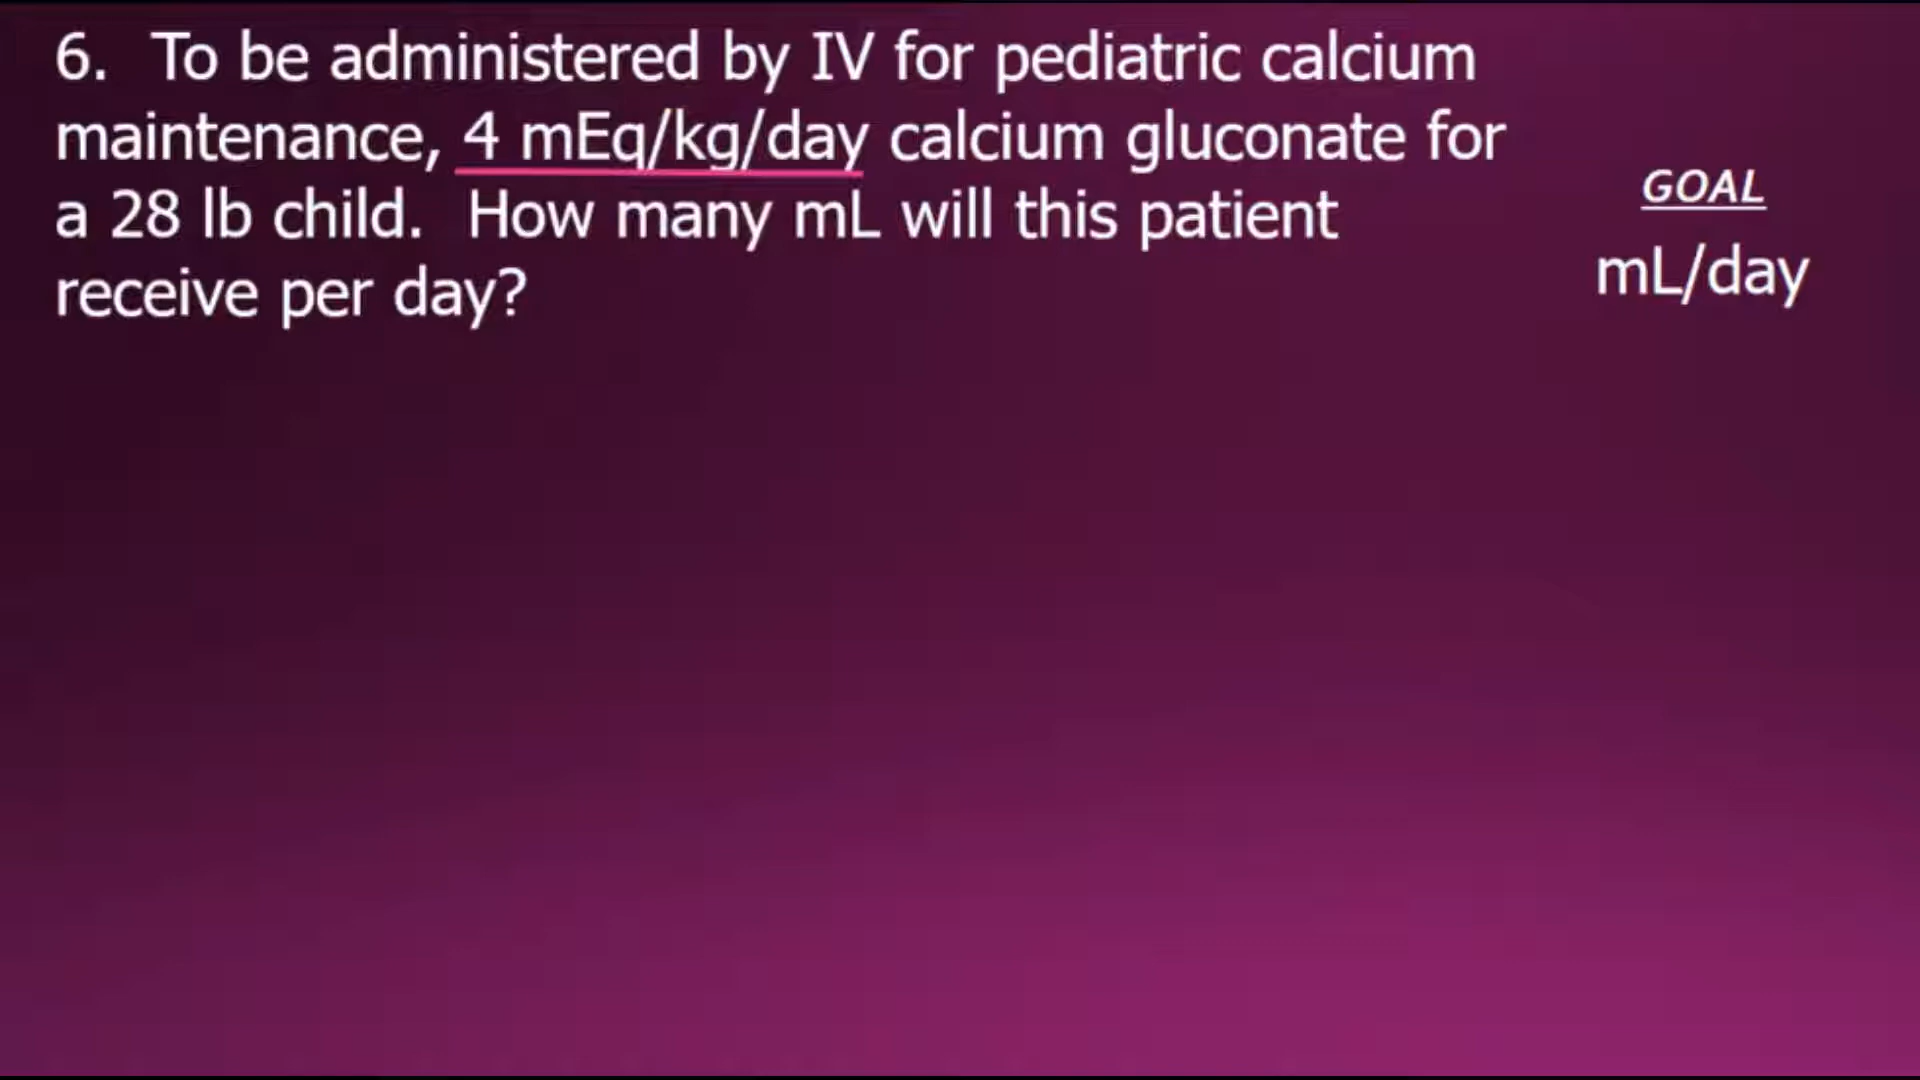 6. To be administered by IV for pediatric calcium
maintenance, 4 mEq/kg/day calcium gluconate for
a 28 lb child. How many mL will this patient
receive per day?
GOAL
mL/day